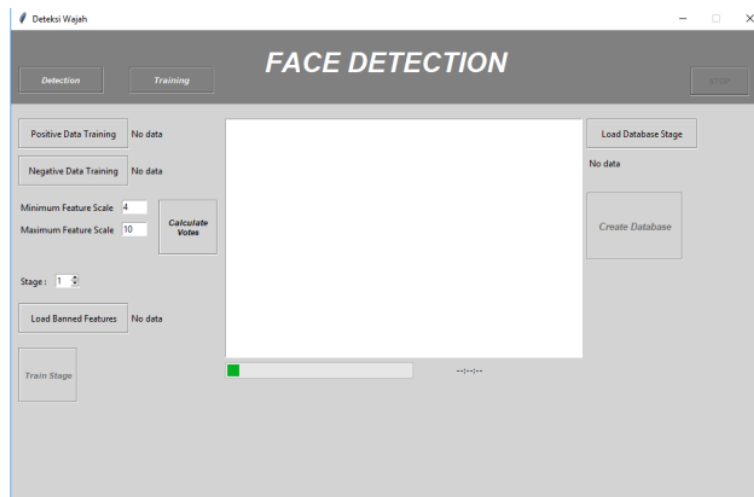 Deteksi Wajah
FACE DETECTION
Detection
Training
STOP
Positive Data Training
No data
Negative Data Training
No data
Minimum Feature Scale
4
Maximum Feature Scale
10
Calculate
Votes
Stage :
1
Load Banned Features
No data
Train Stage
--:--:--
Load Database Stage
No data
Create Database